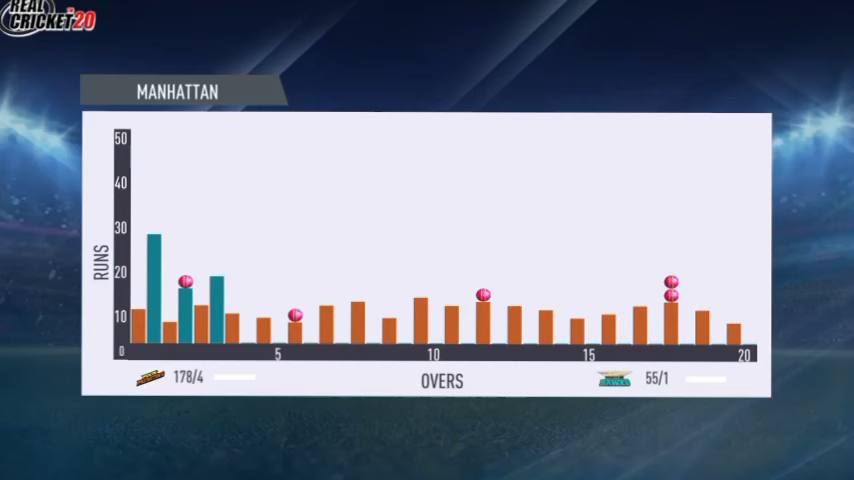 REAL
CRICKET 20
MANHATTAN
50
40
30
20
10
0
RUNS
5 10 15 20
178/4 OVERS 55/1